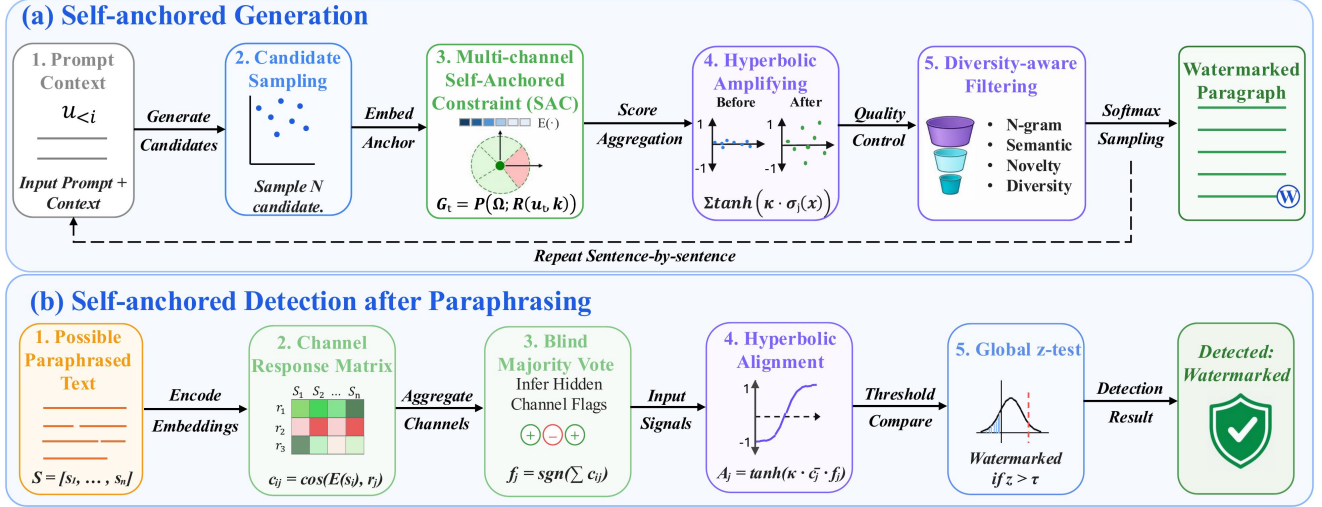 (a) Self-anchored Generation
1. Prompt
Context
u<i
Input Prompt +
Context
Generate
Candidates
2. Candidate
Sampling
Sample N
candidate.
Embed
Anchor
3. Multi-channel
Self-Anchored
Constraint (SAC)
E(·)
Gₜ = P(Ω; R(uₜ, k))
Score
Aggregation
4. Hyperbolic
Amplifying
Before After
1 1
-1 -1
Σtanh(κ · σⱼ(x))
Quality
Control
5. Diversity-aware
Filtering
• N-gram
• Semantic
• Novelty
• Diversity
Softmax
Sampling
Watermarked
Paragraph
W
Repeat Sentence-by-sentence
(b) Self-anchored Detection after Paraphrasing
1. Possible
Paraphrased
Text
S = [s₁, … , sₙ]
Encode
Embeddings
2. Channel
Response Matrix
S₁ S₂ … Sₙ
r₁
r₂
r₃
cᵢⱼ = cos(E(sᵢ), rⱼ)
Aggregate
Channels
3. Blind
Majority Vote
Infer Hidden
Channel Flags
+ − +
fⱼ = sgn(∑ cᵢⱼ)
Input
Signals
4. Hyperbolic
Alignment
1
-1
Aⱼ = tanh(κ · c̄ⱼ · fⱼ)
Threshold
Compare
5. Global z-test
Watermarked
if z > τ
Detection
Result
Detected:
Watermarked